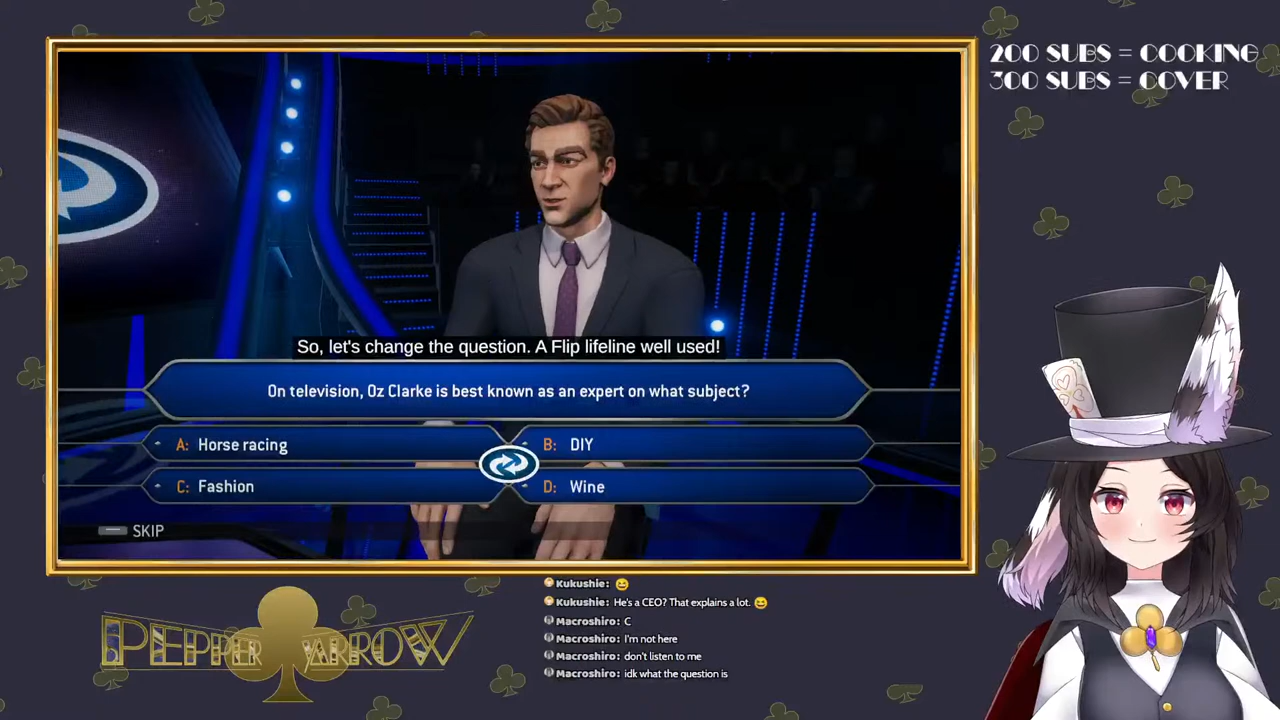 200 SUBS = COOKING
300 SUBS = COVER
So, let's change the question. A Flip lifeline well used!
On television, Oz Clarke is best known as an expert on what subject?
A: Horse racing
B: DIY
C: Fashion
D: Wine
SKIP
Kukushie: 😆
Kukushie: He's a CEO? That explains a lot. 😆
Macroshiro: C
Macroshiro: I'm not here
Macroshiro: don't listen to me
Macroshiro: idk what the question is
PEPPER ARROW